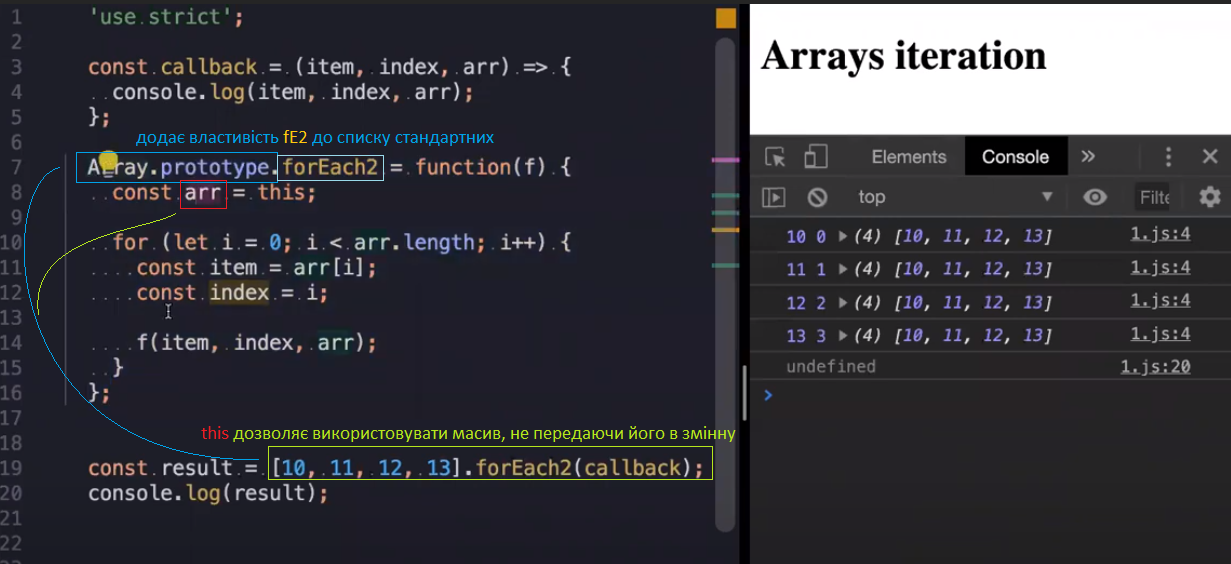 1 'use strict';
2
3 const callback = (item, index, arr) => {
4 console.log(item, index, arr);
5 };
6
додає властивість fE2 до списку стандартних
7 Array.prototype.forEach2 = function(f) {
8 const arr = this;
9
10 for (let i = 0; i < arr.length; i++) {
11 const item = arr[i];
12 const index = i;
13
14 f(item, index, arr);
15 }
16 };
17
18
this дозволяє використовувати масив, не передаючи його в змінну
19 const result = [10, 11, 12, 13].forEach2(callback);
20 console.log(result);
21
22
Arrays iteration
Elements Console »
top Filte
10 0 (4) [10, 11, 12, 13] 1.js:4
11 1 (4) [10, 11, 12, 13] 1.js:4
12 2 (4) [10, 11, 12, 13] 1.js:4
13 3 (4) [10, 11, 12, 13] 1.js:4
undefined 1.js:20
>